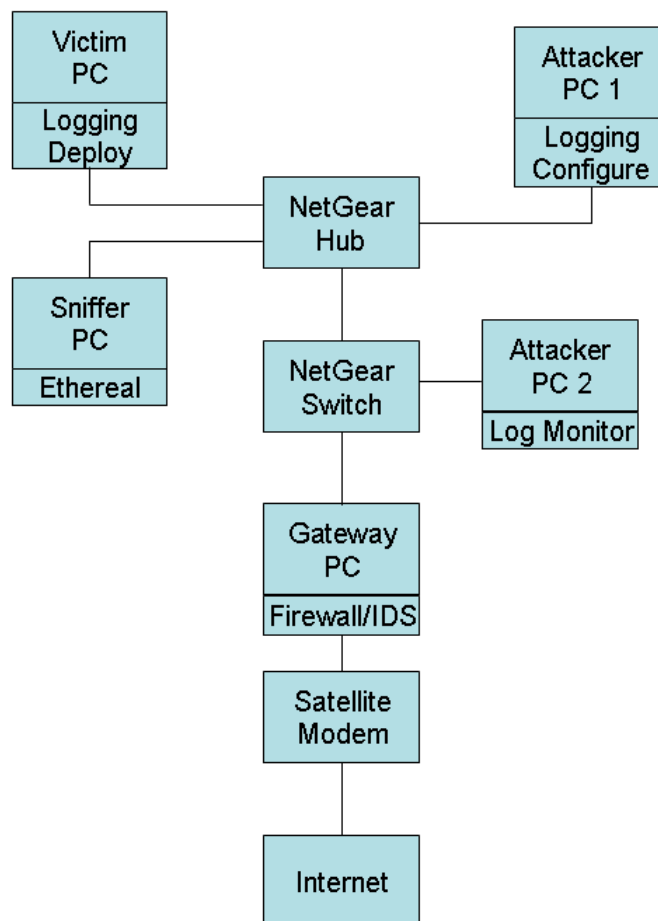 Victim
PC
Logging
Deploy
Attacker
PC 1
Logging
Configure
NetGear
Hub
Sniffer
PC
Ethereal
NetGear
Switch
Attacker
PC 2
Log Monitor
Gateway
PC
Firewall/IDS
Satellite
Modem
Internet